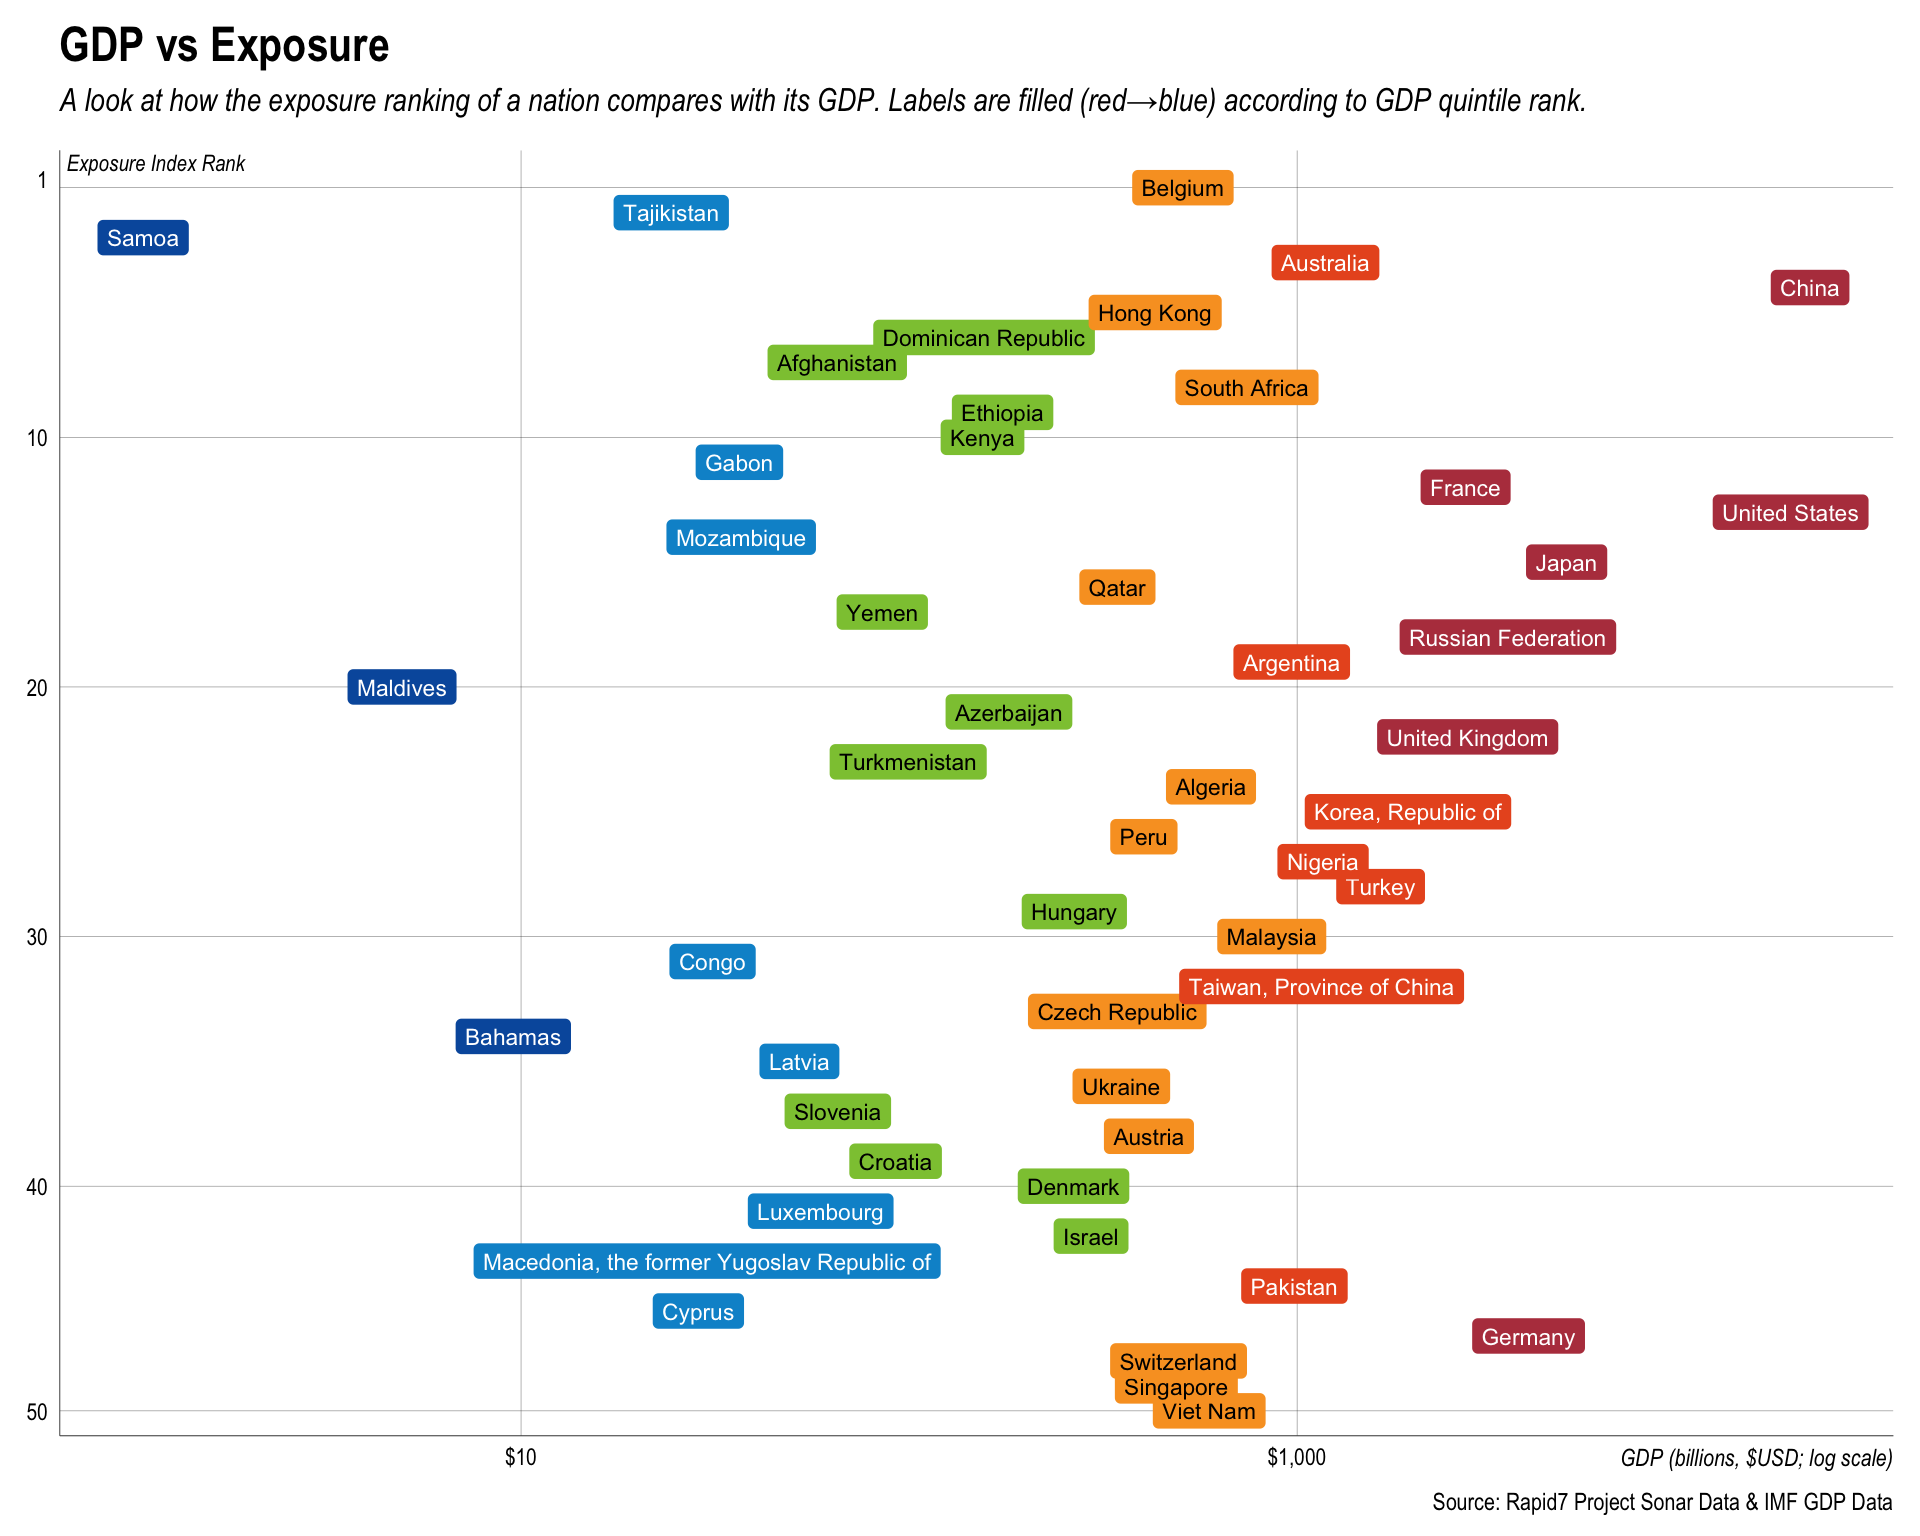 GDP vs Exposure
A look at how the exposure ranking of a nation compares with its GDP. Labels are filled (red→blue) according to GDP quintile rank.
Exposure Index Rank
1
Belgium
Tajikistan
Samoa
Australia
China
Hong Kong
Dominican Republic
Afghanistan
South Africa
Ethiopia
10
Kenya
Gabon
France
United States
Mozambique
Japan
Qatar
Yemen
Russian Federation
Argentina
20
Maldives
Azerbaijan
United Kingdom
Turkmenistan
Algeria
Korea, Republic of
Peru
Nigeria
Turkey
Hungary
30
Malaysia
Congo
Taiwan, Province of China
Czech Republic
Bahamas
Latvia
Ukraine
Slovenia
Austria
Croatia
40
Denmark
Luxembourg
Israel
Macedonia, the former Yugoslav Republic of
Pakistan
Cyprus
Germany
Switzerland
Singapore
50
Viet Nam
$10
$1,000
GDP (billions, $USD; log scale)
Source: Rapid7 Project Sonar Data & IMF GDP Data